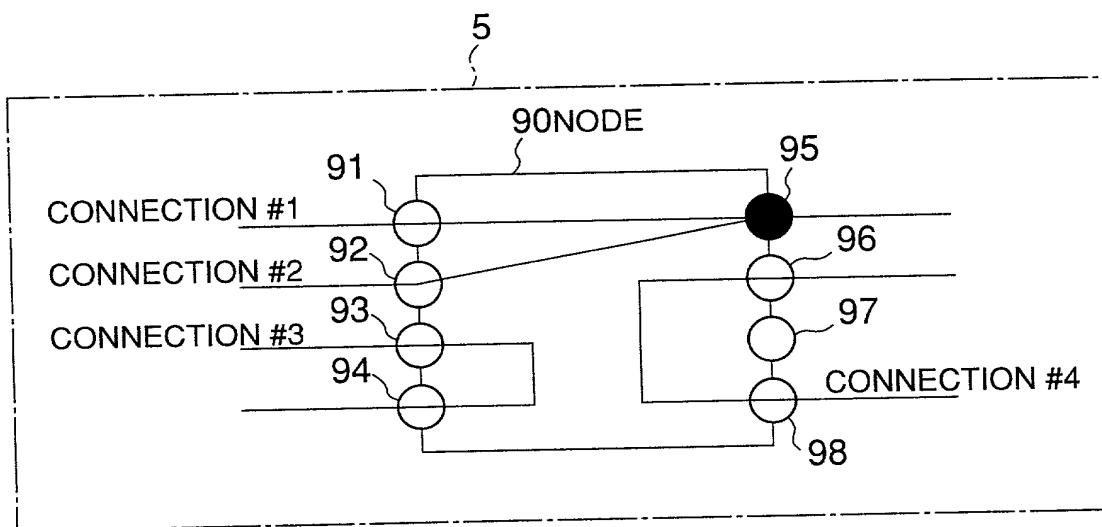 5
90NODE
91
95
CONNECTION #1
96
92
CONNECTION #2
93
97
CONNECTION #3
94
CONNECTION #4
98